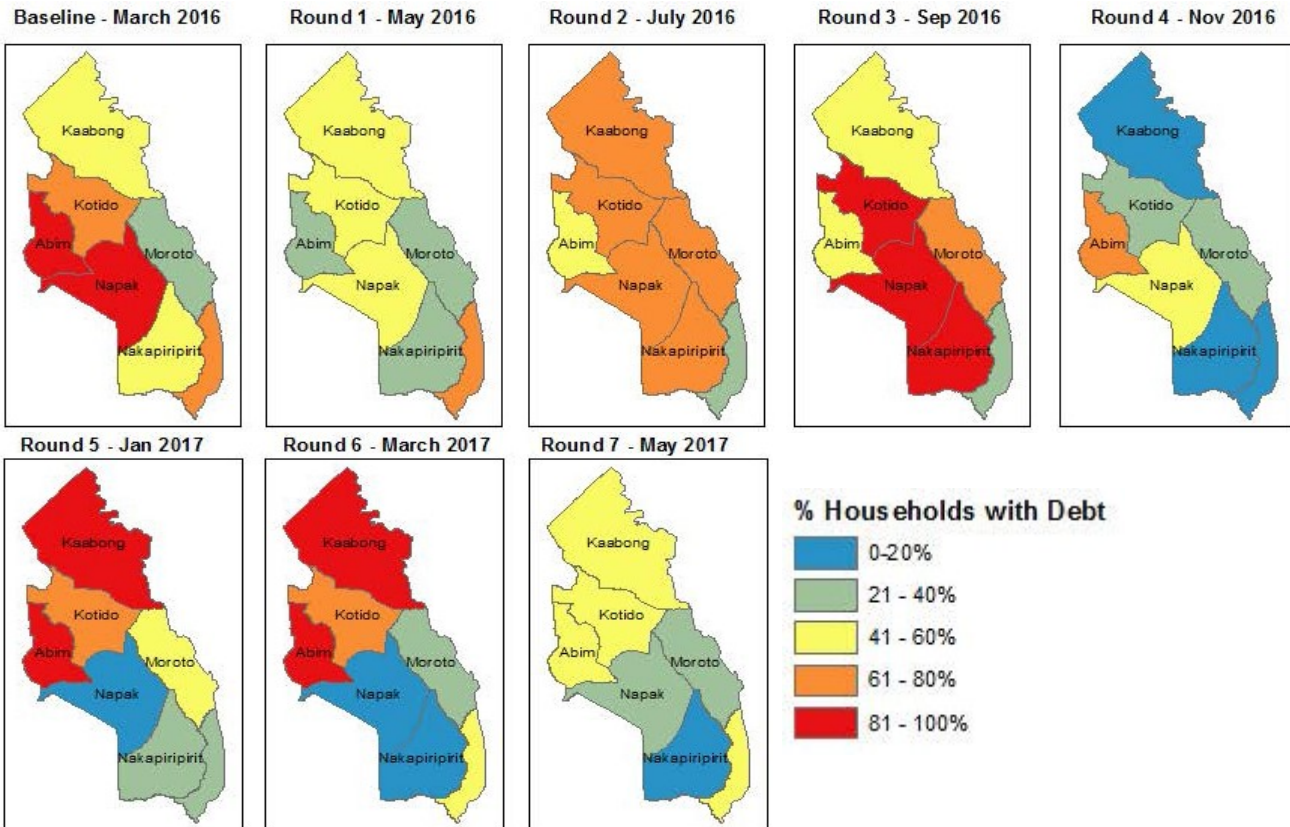 Baseline - March 2016
Round 1 - May 2016
Round 2 - July 2016
Round 3 - Sep 2016
Round 4 - Nov 2016
Kaabong
Kotido
Abim
Moroto
Napak
Nakapiripirit
Kaabong
Kotido
Abim
Moroto
Napak
Nakapiripirit
Kaabong
Kotido
Abim
Moroto
Napak
Nakapiripirit
Kaabong
Kotido
Abim
Moroto
Napak
Nakapiripirit
Kaabong
Kotido
Abim
Moroto
Napak
Nakapiripirit
Round 5 - Jan 2017
Round 6 - March 2017
Round 7 - May 2017
Kaabong
Kotido
Abim
Moroto
Napak
Nakapiripirit
Kaabong
Kotido
Abim
Moroto
Napak
Nakapiripirit
Kaabong
Kotido
Abim
Moroto
Napak
Nakapiripirit
% Households with Debt
0-20%
21 - 40%
41 - 60%
61 - 80%
81 - 100%